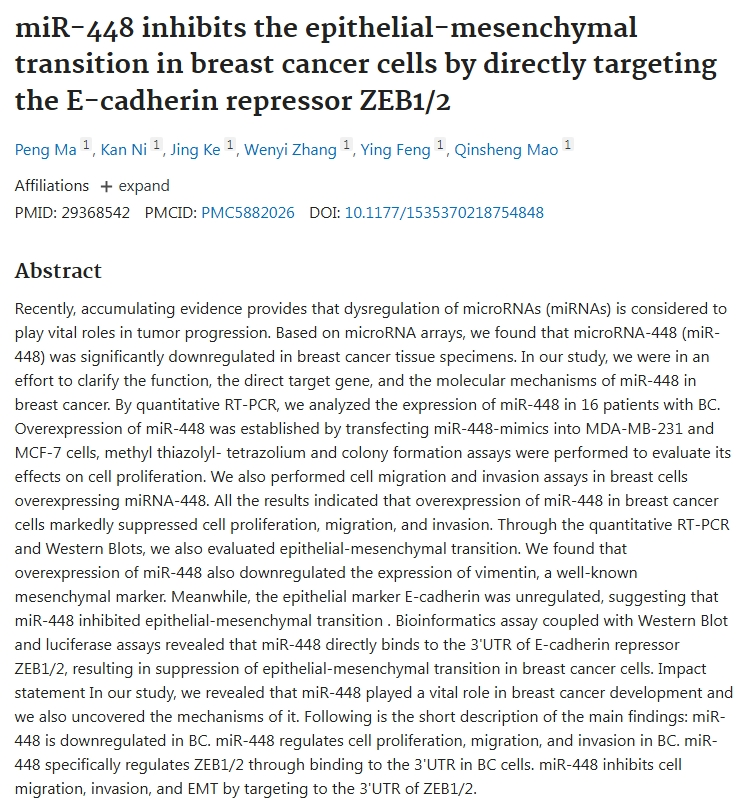 miR-448 inhibits the epithelial-mesenchymal
transition in breast cancer cells by directly targeting
the E-cadherin repressor ZEB1/2
Peng Ma 1, Kan Ni 1, Jing Ke 1, Wenyi Zhang 1, Ying Feng 1, Qinsheng Mao 1
Affiliations + expand
PMID: 29368542 PMCID: PMC5882026 DOI: 10.1177/1535370218754848
Abstract
Recently, accumulating evidence provides that dysregulation of microRNAs (miRNAs) is considered to
play vital roles in tumor progression. Based on microRNA arrays, we found that microRNA-448 (miR-
448) was significantly downregulated in breast cancer tissue specimens. In our study, we were in an
effort to clarify the function, the direct target gene, and the molecular mechanisms of miR-448 in
breast cancer. By quantitative RT-PCR, we analyzed the expression of miR-448 in 16 patients with BC.
Overexpression of miR-448 was established by transfecting miR-448-mimics into MDA-MB-231 and
MCF-7 cells, methyl thiazolyl- tetrazolium and colony formation assays were performed to evaluate its
effects on cell proliferation. We also performed cell migration and invasion assays in breast cells
overexpressing miRNA-448. All the results indicated that overexpression of miR-448 in breast cancer
cells markedly suppressed cell proliferation, migration, and invasion. Through the quantitative RT-PCR
and Western Blots, we also evaluated epithelial-mesenchymal transition. We found that
overexpression of miR-448 also downregulated the expression of vimentin, a well-known
mesenchymal marker. Meanwhile, the epithelial marker E-cadherin was unregulated, suggesting that
miR-448 inhibited epithelial-mesenchymal transition . Bioinformatics assay coupled with Western Blot
and luciferase assays revealed that miR-448 directly binds to the 3'UTR of E-cadherin repressor
ZEB1/2, resulting in suppression of epithelial-mesenchymal transition in breast cancer cells. Impact
statement In our study, we revealed that miR-448 played a vital role in breast cancer development and
we also uncovered the mechanisms of it. Following is the short description of the main findings: miR-
448 is downregulated in BC. miR-448 regulates cell proliferation, migration, and invasion in BC. miR-
448 specifically regulates ZEB1/2 through binding to the 3'UTR in BC cells. miR-448 inhibits cell
migration, invasion, and EMT by targeting to the 3'UTR of ZEB1/2.